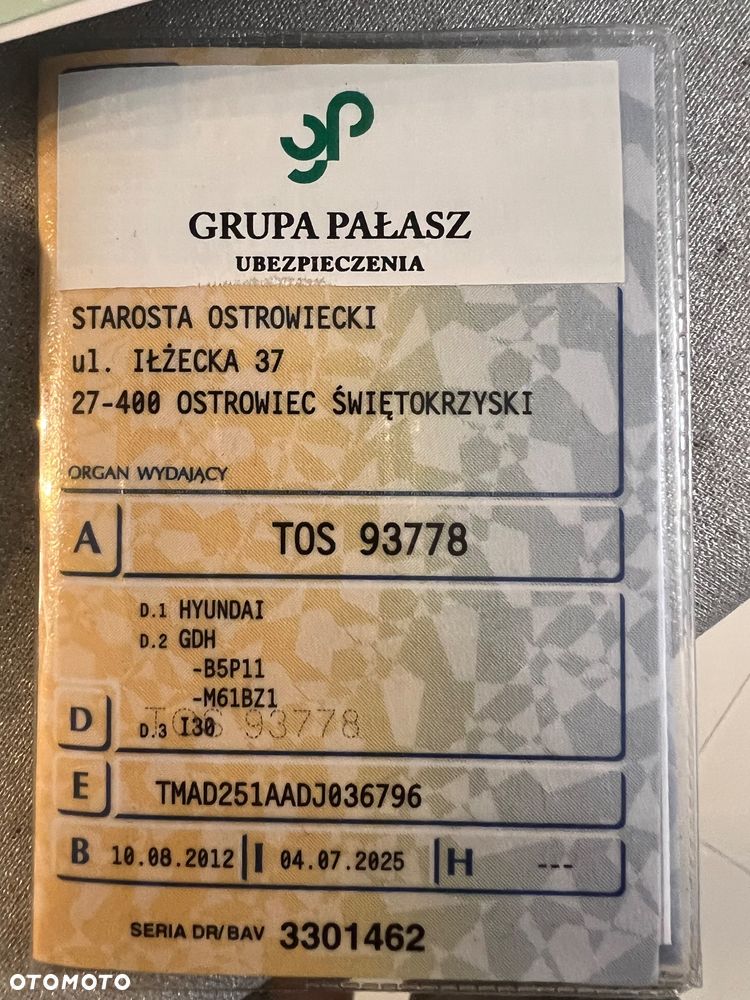 gp
GRUPA PAŁASZ
UBEZPIECZENIA
STAROSTA OSTROWIECKI
ul. IŁŻECKA 37
27-400 OSTROWIEC ŚWIĘTOKRZYSKI
ORGAN WYDAJĄCY
A TOS 93778
D.1 HYUNDAI
D.2 GDH
-B5P11
-M61BZ1
TOS 93778
D D.3 I30
E TMAD251AADJ036796
B 10.08.2012 I 04.07.2025 H ---
SERIA DR/BAV 3301462
OTOMOTO